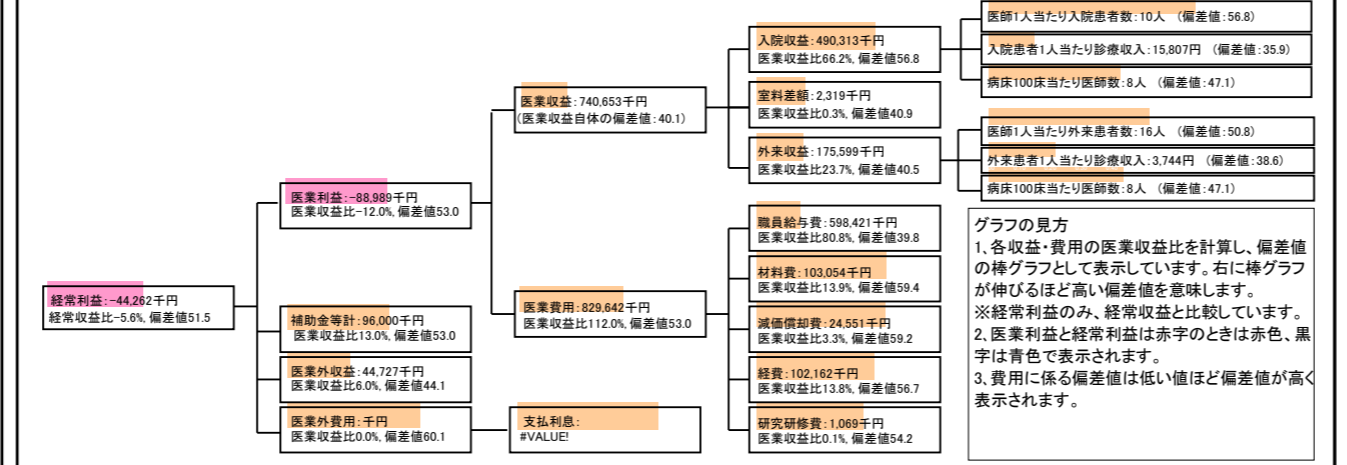 経常利益:-44,262千円
経常収益比-5.6%, 偏差値51.5
医業利益:-88,989千円
医業収益比-12.0%, 偏差値53.0
補助金等計:96,000千円
医業収益比13.0%, 偏差値53.0
医業外収益:44,727千円
医業収益比6.0%, 偏差値44.1
医業外費用:千円
医業収益比0.0%, 偏差値60.1
医業収益:740,653千円
(医業収益自体の偏差値:40.1)
医業費用:829,642千円
医業収益比112.0%, 偏差値53.0
支払利息:
#VALUE!
入院収益:490,313千円
医業収益比66.2%, 偏差値56.8
室料差額:2,319千円
医業収益比0.3%, 偏差値40.9
外来収益:175,599千円
医業収益比23.7%, 偏差値40.5
職員給与費:598,421千円
医業収益比80.8%, 偏差値39.8
材料費:103,054千円
医業収益比13.9%, 偏差値59.4
減価償却費:24,551千円
医業収益比3.3%, 偏差値59.2
経費:102,162千円
医業収益比13.8%, 偏差値56.7
研究研修費:1,069千円
医業収益比0.1%, 偏差値54.2
医師1人当たり入院患者数:10人 (偏差値:56.8)
入院患者1人当たり診療収入:15,807円 (偏差値:35.9)
病床100床当たり医師数:8人 (偏差値:47.1)
医師1人当たり外来患者数:16人 (偏差値:50.8)
外来患者1人当たり診療収入:3,744円 (偏差値:38.6)
病床100床当たり医師数:8人 (偏差値:47.1)
グラフの見方
1、各収益・費用の医業収益比を計算し、偏差値
の棒グラフとして表示しています。右に棒グラフ
が伸びるほど高い偏差値を意味します。
※経常利益のみ、経常収益と比較しています。
2、医業利益と経常利益は赤字のときは赤色、黒
字は青色で表示されます。
3、費用に係る偏差値は低い値ほど偏差値が高く
表示されます。